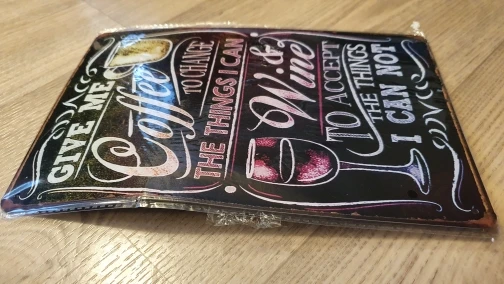 GIVE ME
Coffee
TO CHANGE
THE THINGS I CAN
&
Wine
TO ACCEPT
THE THINGS
I CAN NOT